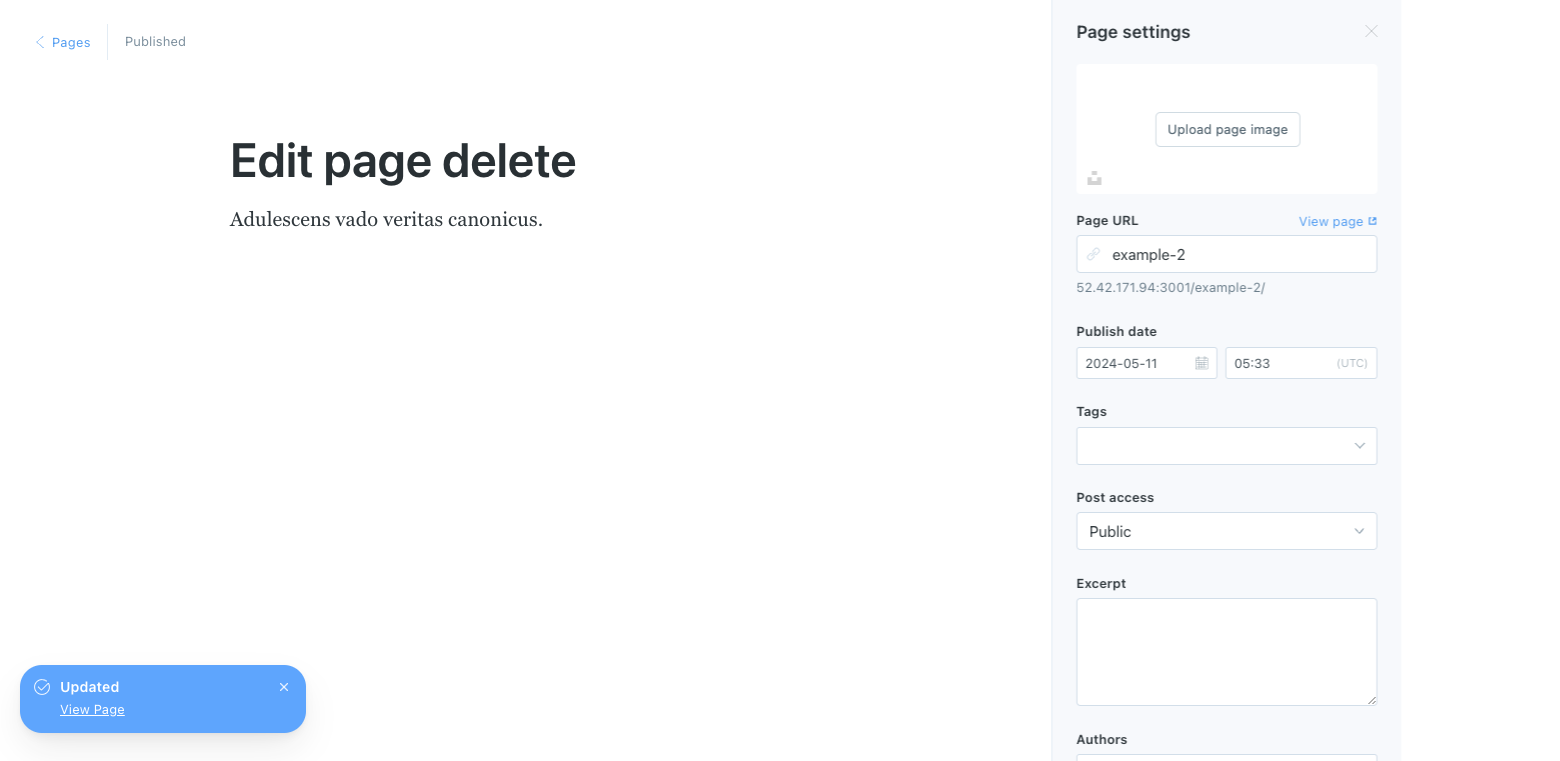 Pages
Published
Edit page delete
Adulescens vado veritas canonicus.
Updated
View Page
Page settings
Upload page image
Page URL
View page
example-2
52.42.171.94:3001/example-2/
Publish date
2024-05-11
05:33
(UTC)
Tags
Post access
Public
Excerpt
Authors